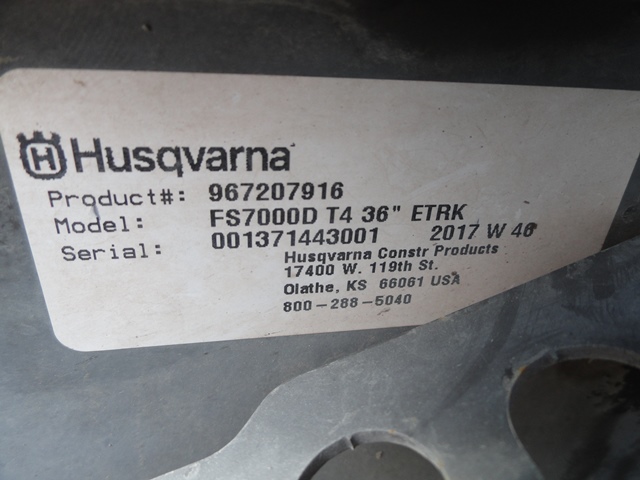 Husqvarna
Product#: 967207916
Model: FS7000D T4 36" ETRK
Serial: 001371443001 2017 W 46
Husqvarna Constr Products
17400 W. 119th St.
Olathe, KS 66061 USA
800-288-5040